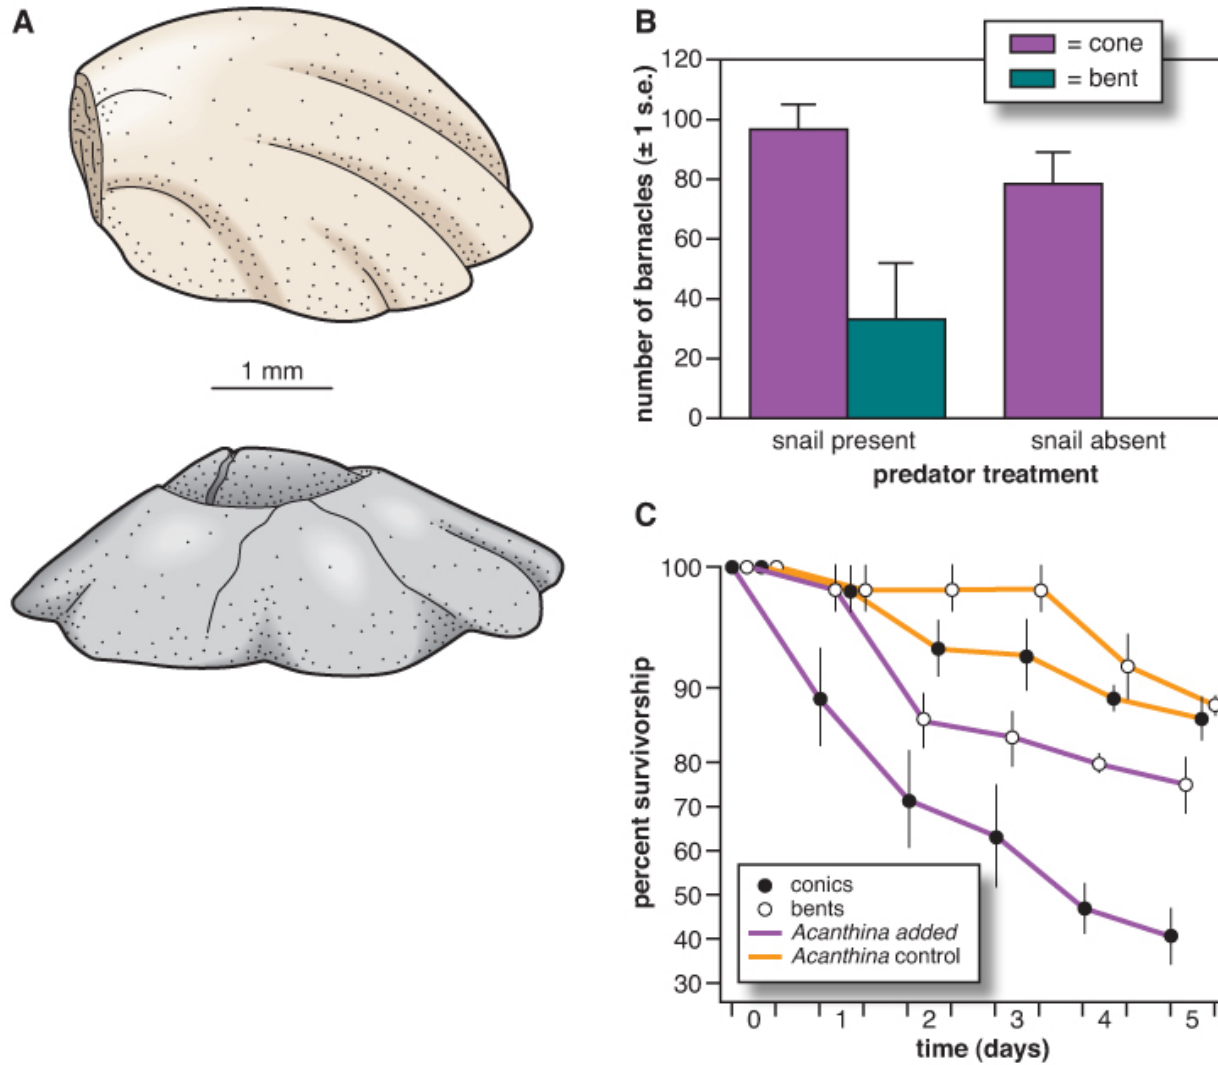 A
1 mm
B
= cone
= bent
number of barnacles (± 1 s.e.)
120
100
80
60
40
20
0
snail present
snail absent
predator treatment
C
percent survivorship
100
90
80
70
60
50
40
30
conics
bents
Acanthina added
Acanthina control
0 1 2 3 4 5
time (days)